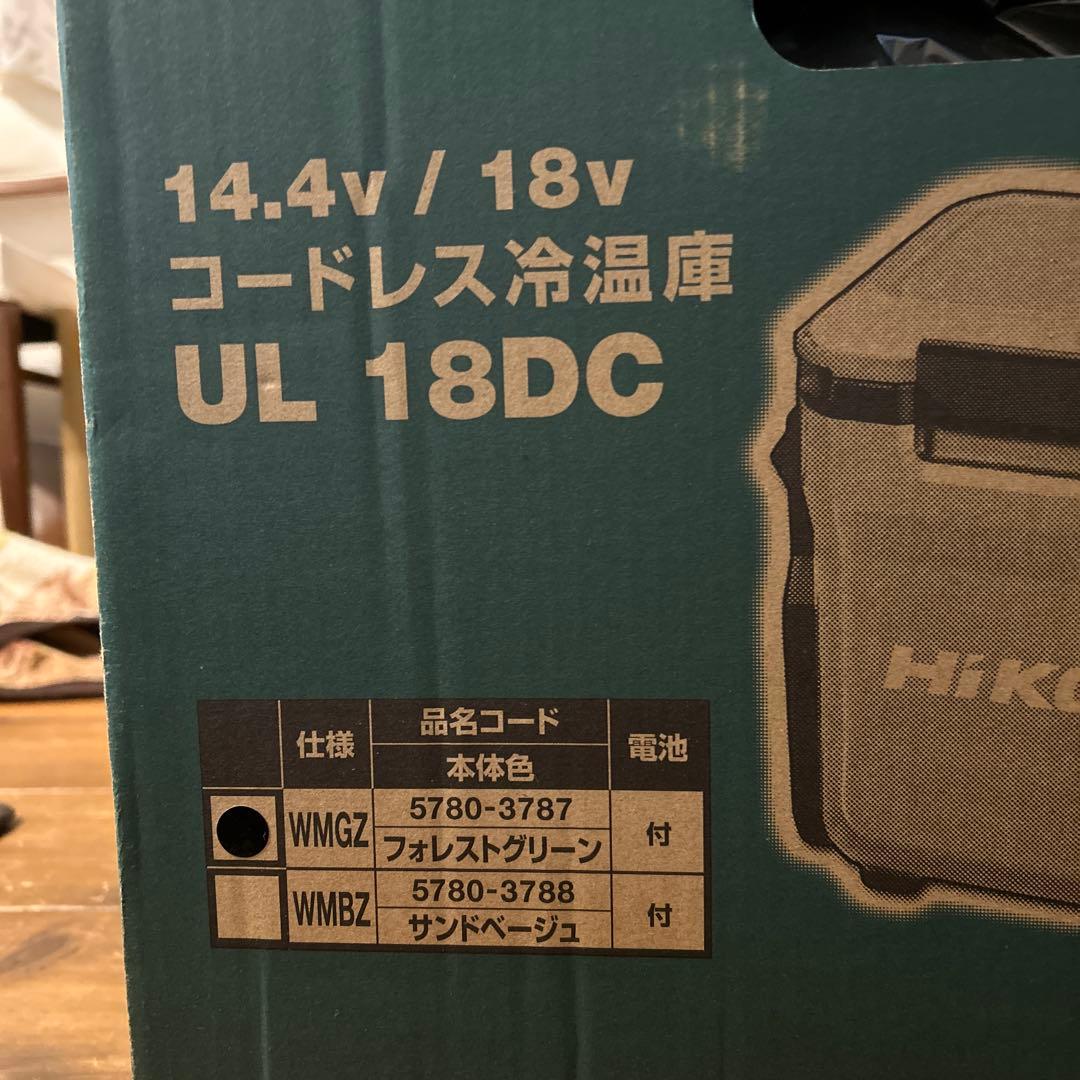 14.4v / 18v
コードレス冷温庫
UL 18DC
HiKO
仕様 品名コード 本体色 電池
WMGZ 5780-3787 フォレストグリーン 付
WMBZ 5780-3788 サンドベージュ 付